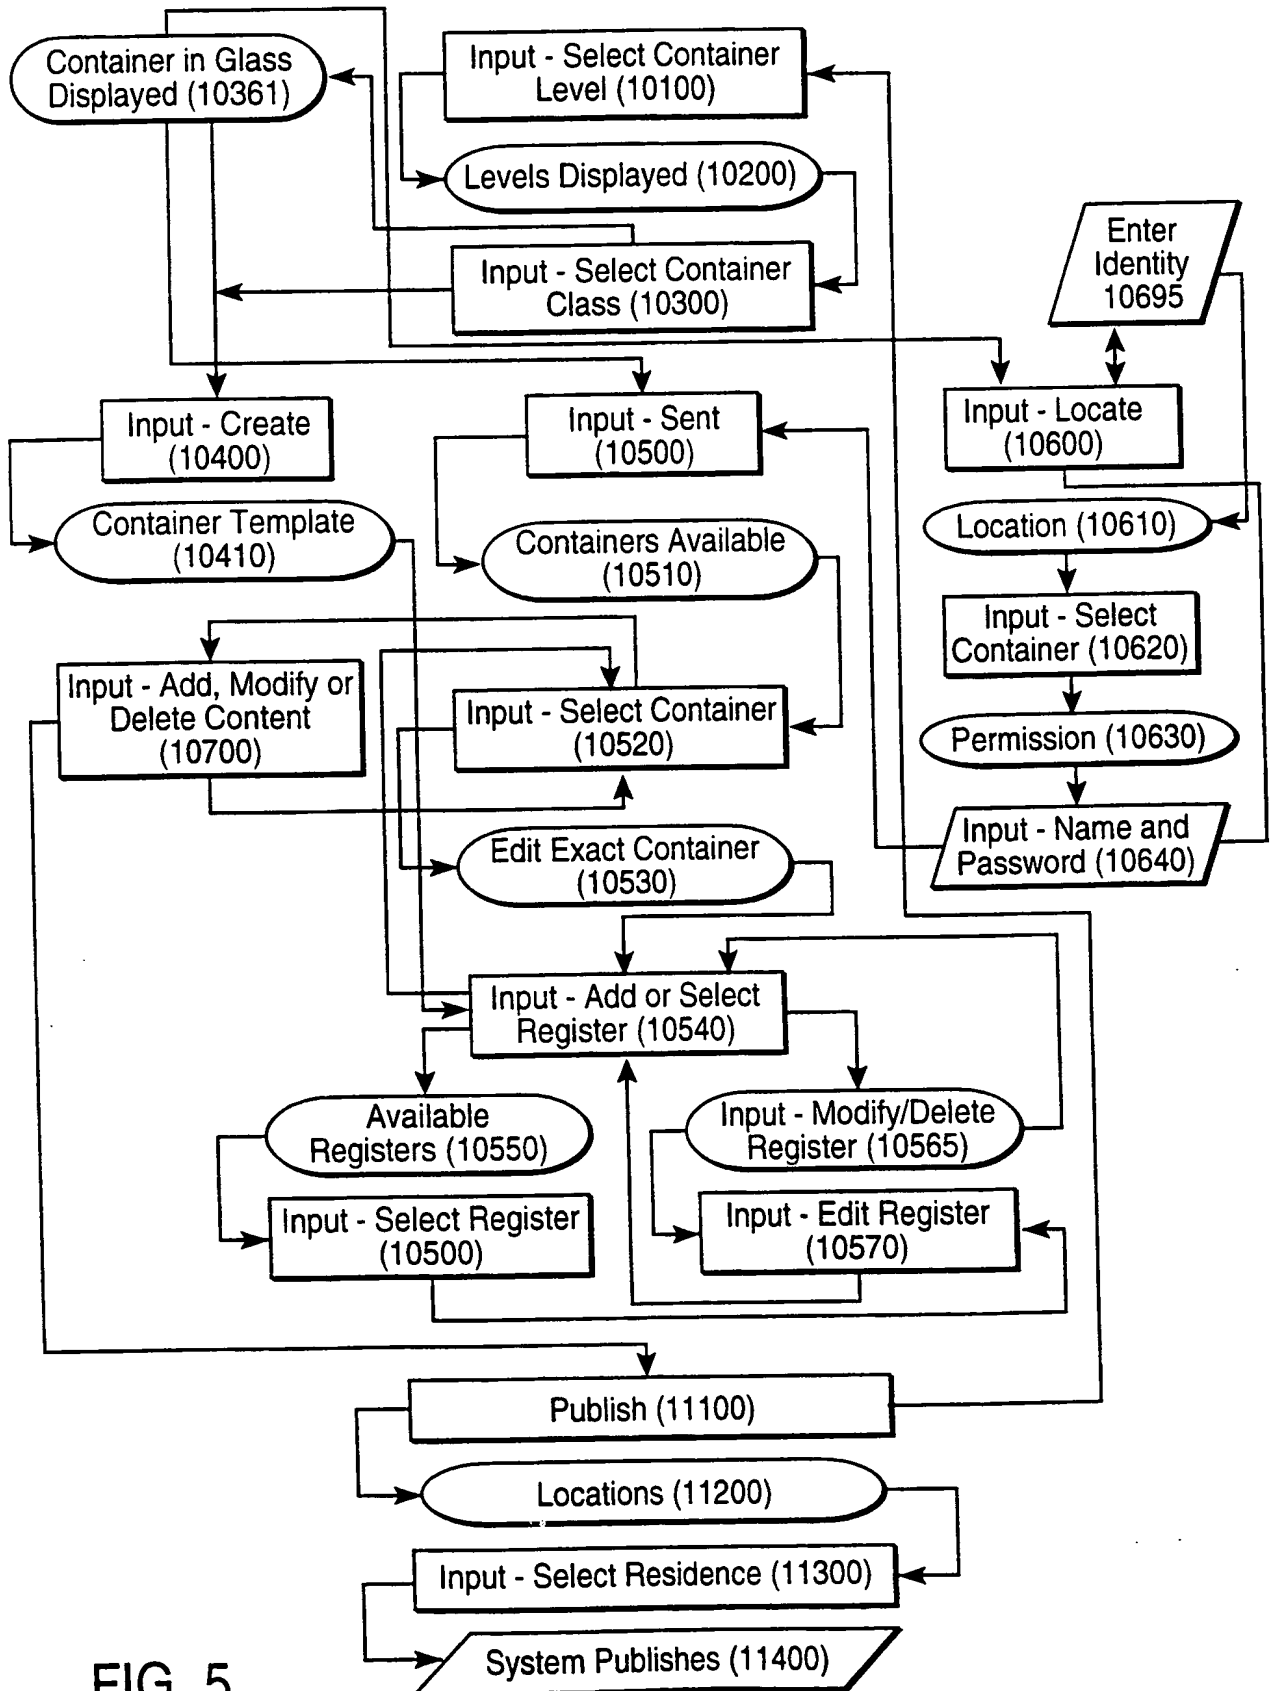 Container in Glass
Displayed (10361)
Input - Select Container
Level (10100)
Levels Displayed (10200)
Input - Select Container
Class (10300)
Enter
Identity
10695
Input - Create
(10400)
Input - Sent
(10500)
Input - Locate
(10600)
Container Template
(10410)
Containers Available
(10510)
Location (10610)
Input - Select
Container (10620)
Input - Add, Modify or
Delete Content
(10700)
Input - Select Container
(10520)
Permission (10630)
Edit Exact Container
(10530)
Input - Name and
Password (10640)
Input - Add or Select
Register (10540)
Available
Registers (10550)
Input - Modify/Delete
Register (10565)
Input - Select Register
(10500)
Input - Edit Register
(10570)
Publish (11100)
Locations (11200)
Input - Select Residence (11300)
System Publishes (11400)
FIG. 5